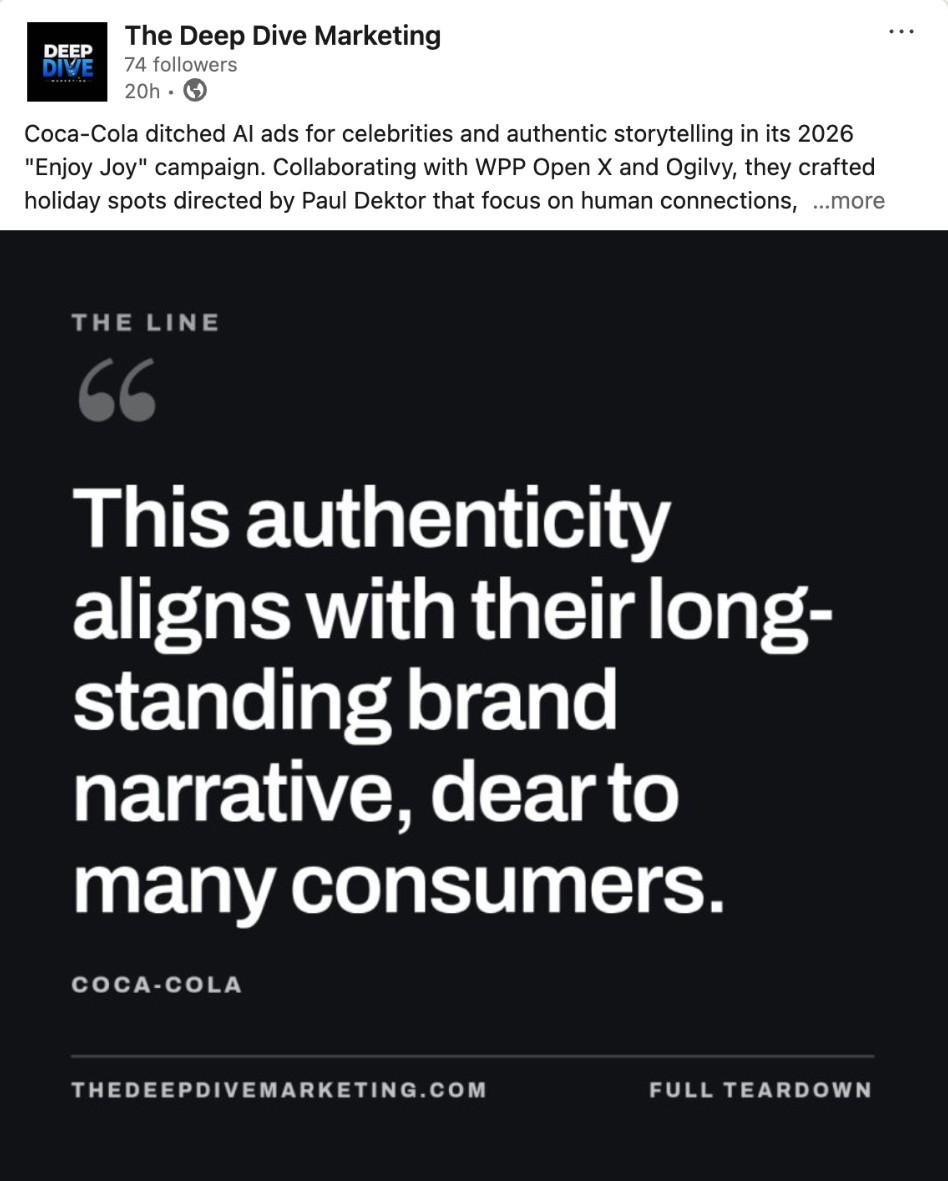 DEEP
DIVE
The Deep Dive Marketing
74 followers
20h •
Coca-Cola ditched AI ads for celebrities and authentic storytelling in its 2026
"Enjoy Joy" campaign. Collaborating with WPP Open X and Ogilvy, they crafted
holiday spots directed by Paul Dektor that focus on human connections, ...more
THE LINE
“
This authenticity
aligns with their long-
standing brand
narrative, dear to
many consumers.
COCA-COLA
THEDEEPDIVEMARKETING.COM
FULL TEARDOWN